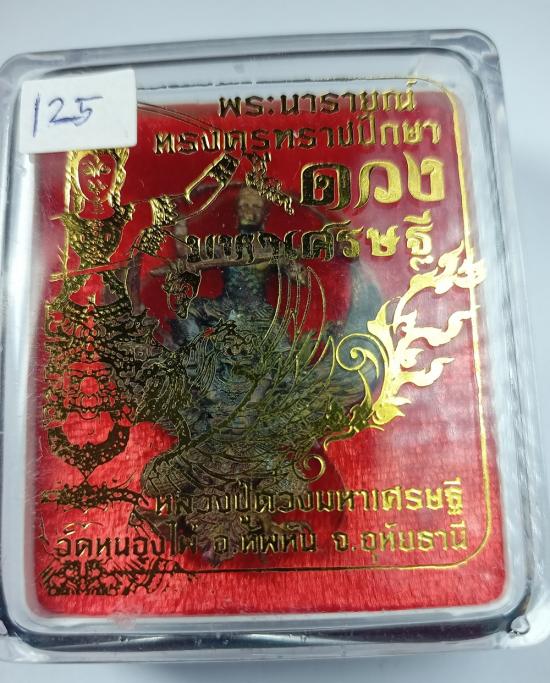 125
พระนารายณ์
ทรงครุฑราชปักษา
ดวง
มหาเศรษฐี
หลวงปู่ดวงมหาเศรษฐี
วัดหนองไผ่ อ.ทัพทัน จ.อุทัยธานี